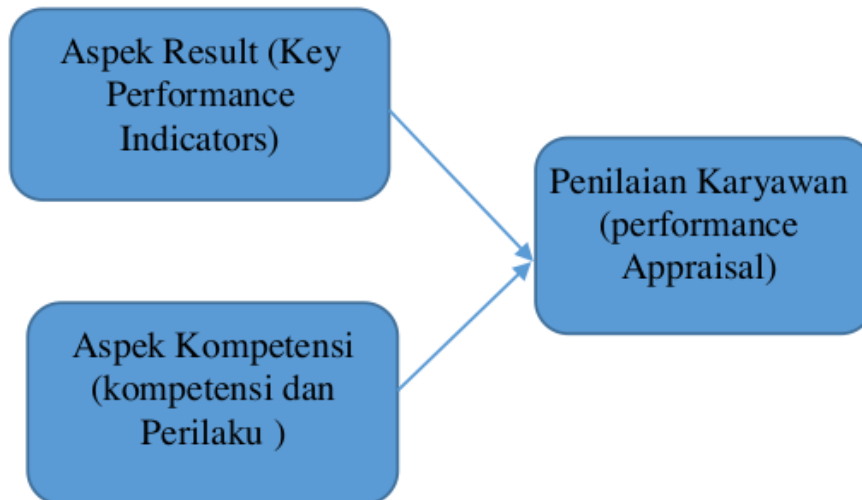 Aspek Result (Key
Performance
Indicators)
Penilaian Karyawan
(performance
Appraisal)
Aspek Kompetensi
(kompetensi dan
Perilaku )